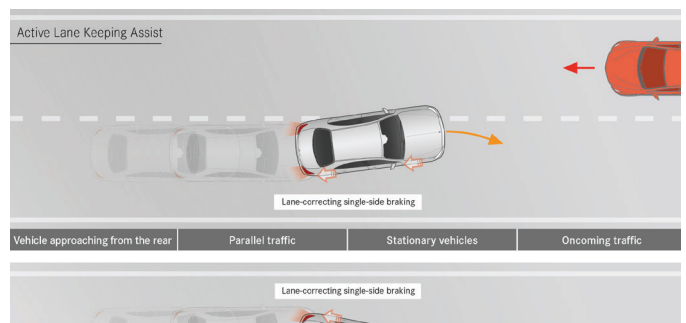 Active Lane Keeping Assist
Lane-correcting single-side braking
Vehicle approaching from the rear
Parallel traffic
Stationary vehicles
Oncoming traffic
Lane-correcting single-side braking